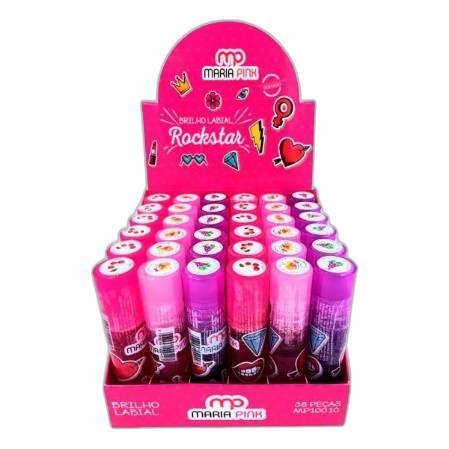 mp
MARIA PINK
BRILHO LABIAL
Rockstar
BRILHO
LABIAL
mp
MARIA PINK
36 PEÇAS
MP10010